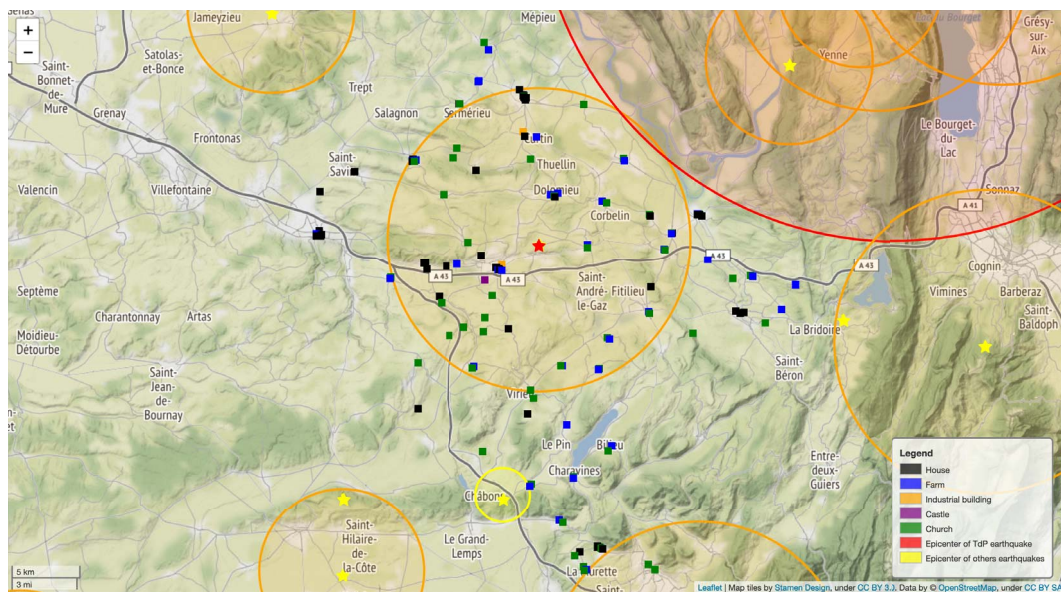 Jameyzieu
Mépieu
+
−
Satolas-
et-Bonce
Yenne
Grésy-
sur-
Aix
Saint-
Bonnet-
de-
Mure
Trept
Grenay
Salagnon
Sermérieu
Frontonas
Le Bourget-
du-
Lac
Curtin
Thuellin
Saint-
Savin
Valencin
Villefontaine
Dolomieu
Sonnaz
A 41
Corbelin
A 43
A 43
Cognin
A 43
A 43
Saint-
André-
le-Gaz
Fitilieu
Septème
Vimines
Barberaz
Charantonnay
Artas
Saint-
Baldoph
Moidieu-
Détourbe
La Bridoire
Saint-
Béron
Saint-
Jean-
de-
Bournay
Virieu
Le Pin
Bilieu
Charavines
Entre-
deux-
Guiers
Châbons
Saint-
Hilaire-
de-
la-Côte
Le Grand-
Lemps
La Murette
Saint-
Legend
House
Farm
Industrial building
Castle
Church
Epicenter of TdP earthquake
Epicenter of others earthquakes
5 km
3 mi
Leaflet | Map tiles by Stamen Design, under CC BY 3.0. Data by © OpenStreetMap, under CC BY SA